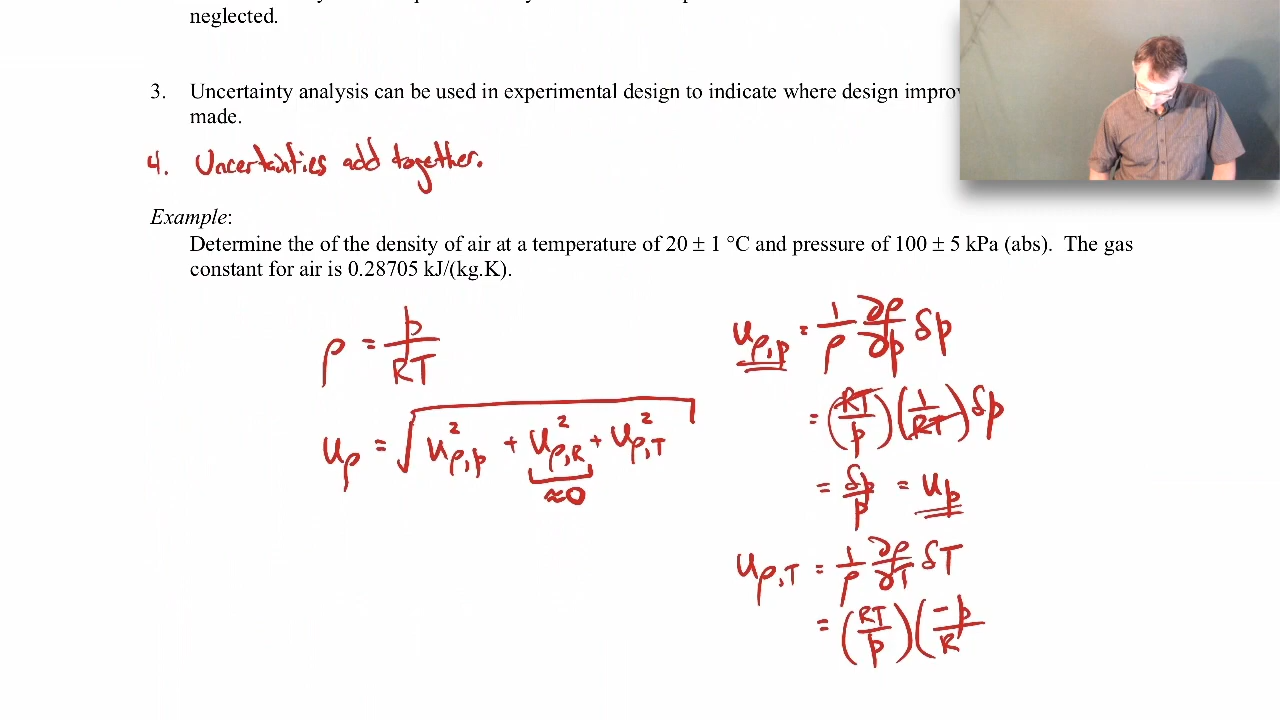 neglected.
3. Uncertainty analysis can be used in experimental design to indicate where design impro
made.
4. Uncertainties add together.
Example:
Determine the of the density of air at a temperature of 20 ± 1 °C and pressure of 100 ± 5 kPa (abs). The gas
constant for air is 0.28705 kJ/(kg.K).
ρ = p/RT
u_ρ = √(u²_ρ,p + u²_ρ,R + u²_ρ,T)
≈0
u_ρ,p = 1/ρ ∂ρ/∂p δp
= (RT/p)(1/RT)δp
= δp/p = u_p
u_ρ,T = 1/ρ ∂ρ/∂T δT
= (RT/p)(-p/R